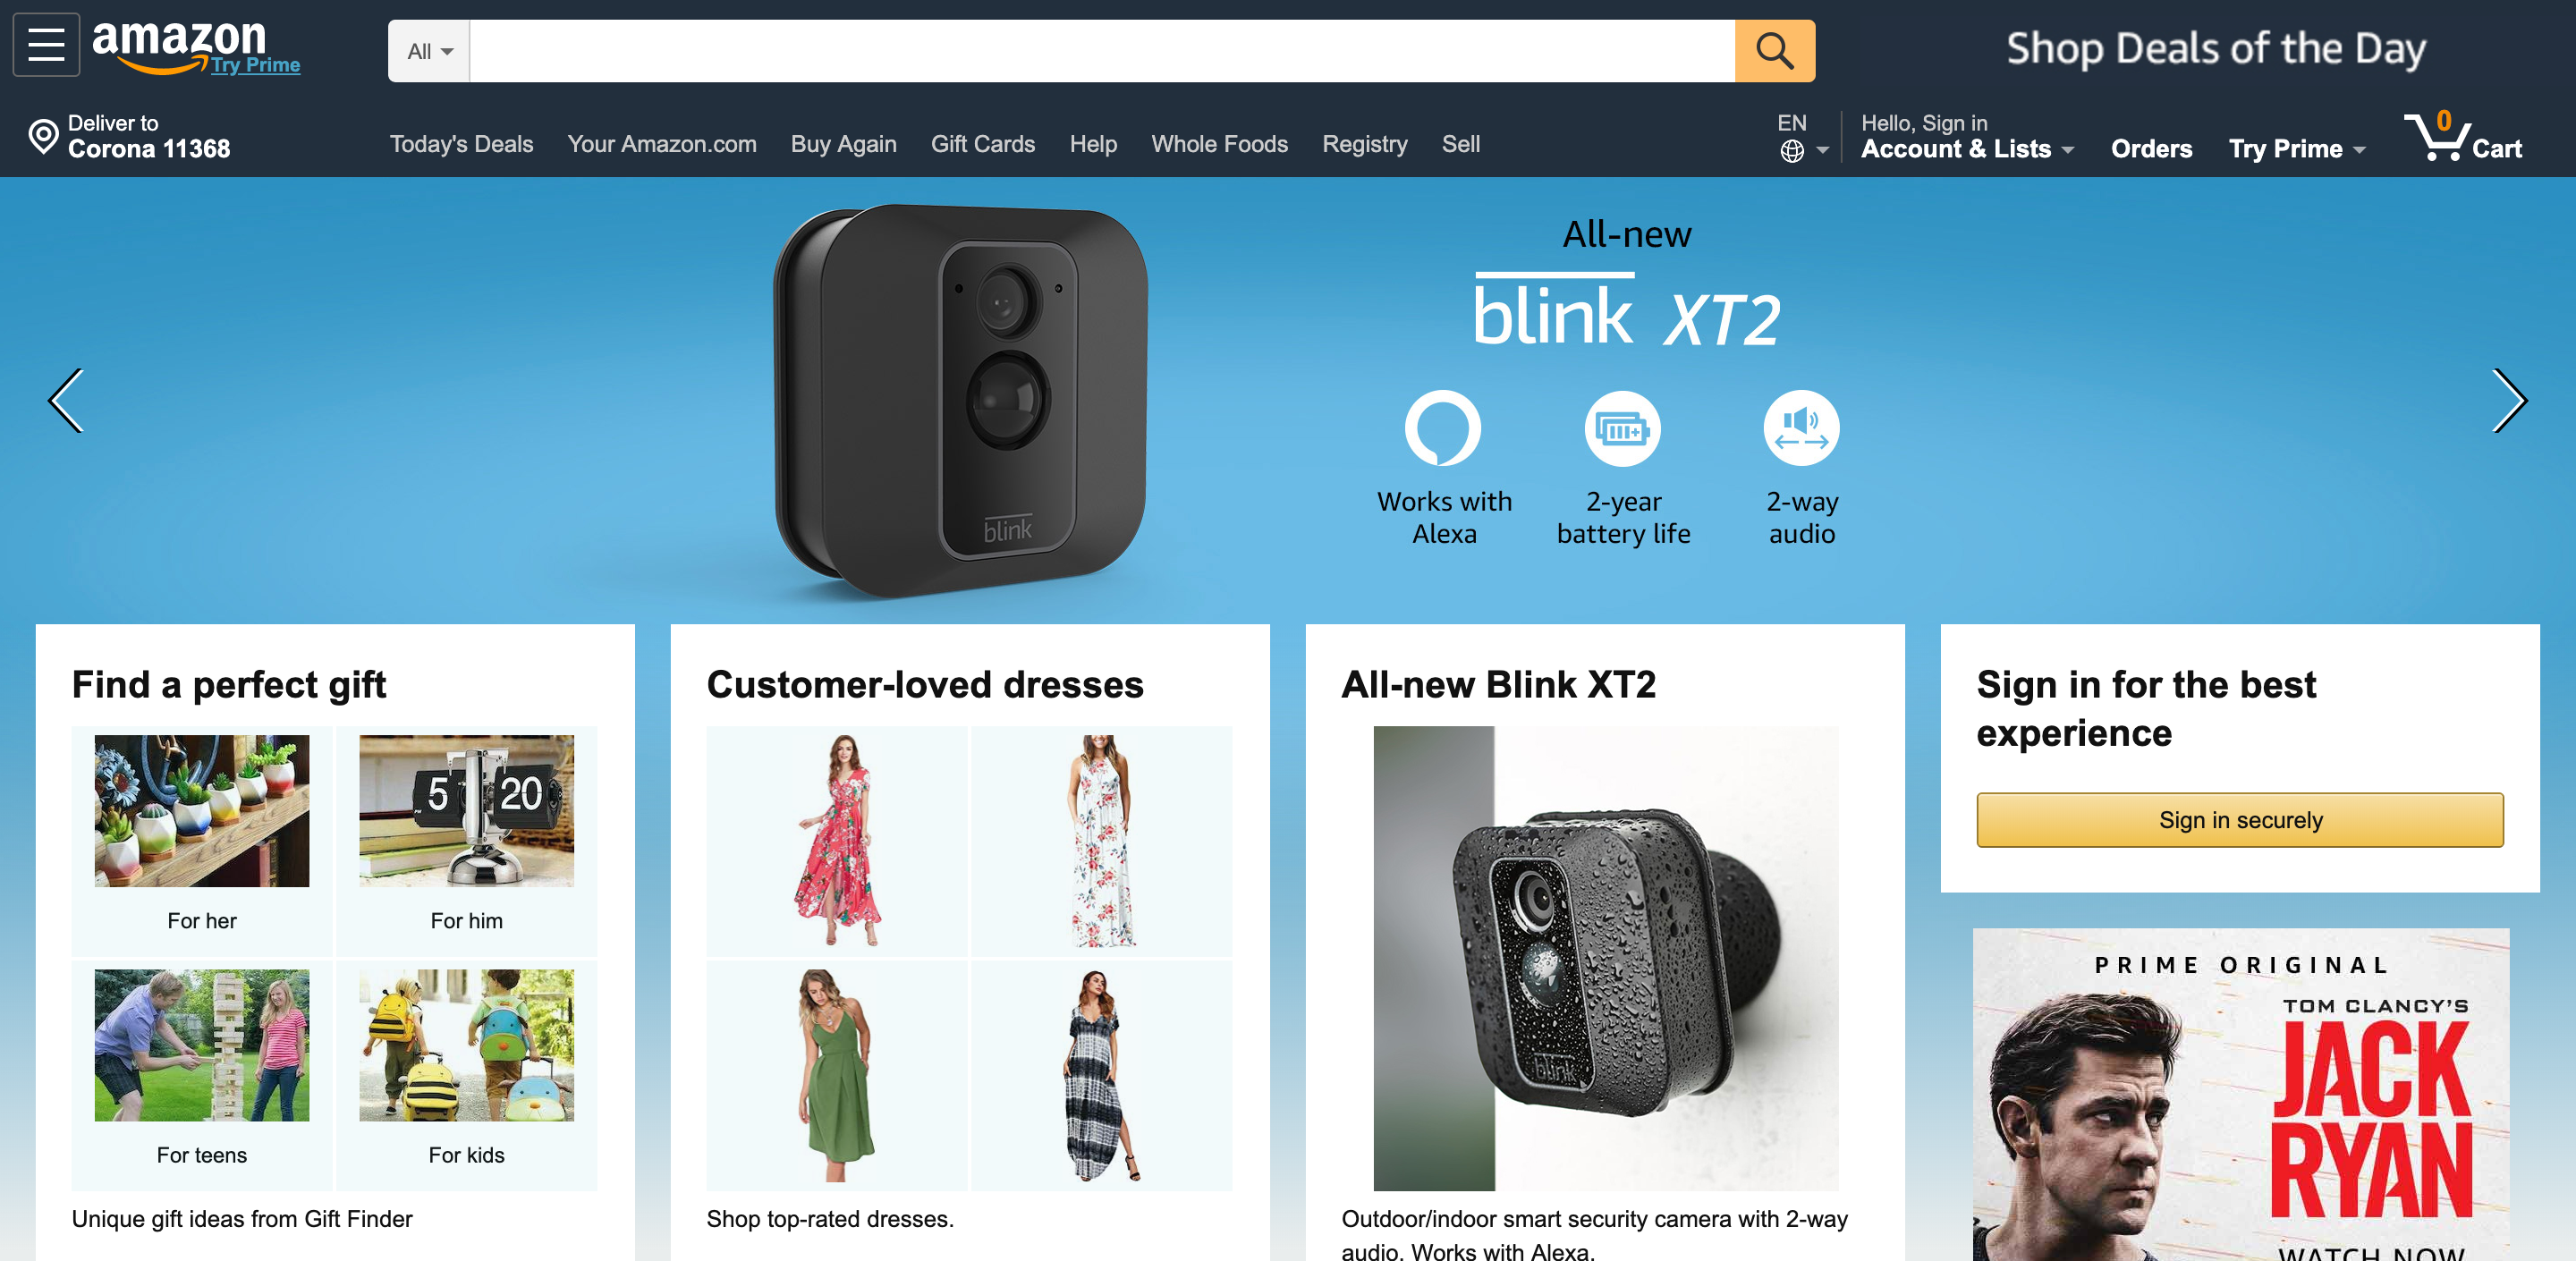 amazon
Try Prime
All
Shop Deals of the Day
Deliver to
Corona 11368
Today's Deals
Your Amazon.com
Buy Again
Gift Cards
Help
Whole Foods
Registry
Sell
EN
Hello, Sign in
Account & Lists
Orders
Try Prime
0
Cart
All-new
blink XT2
Works with
Alexa
2-year
battery life
2-way
audio
blink
Find a perfect gift
5 20
For her
For him
For teens
For kids
Unique gift ideas from Gift Finder
Customer-loved dresses
Shop top-rated dresses.
All-new Blink XT2
blink
Outdoor/indoor smart security camera with 2-way
audio. Works with Alexa.
Sign in for the best
experience
Sign in securely
PRIME ORIGINAL
TOM CLANCY'S
JACK
RYAN
WATCH NOW